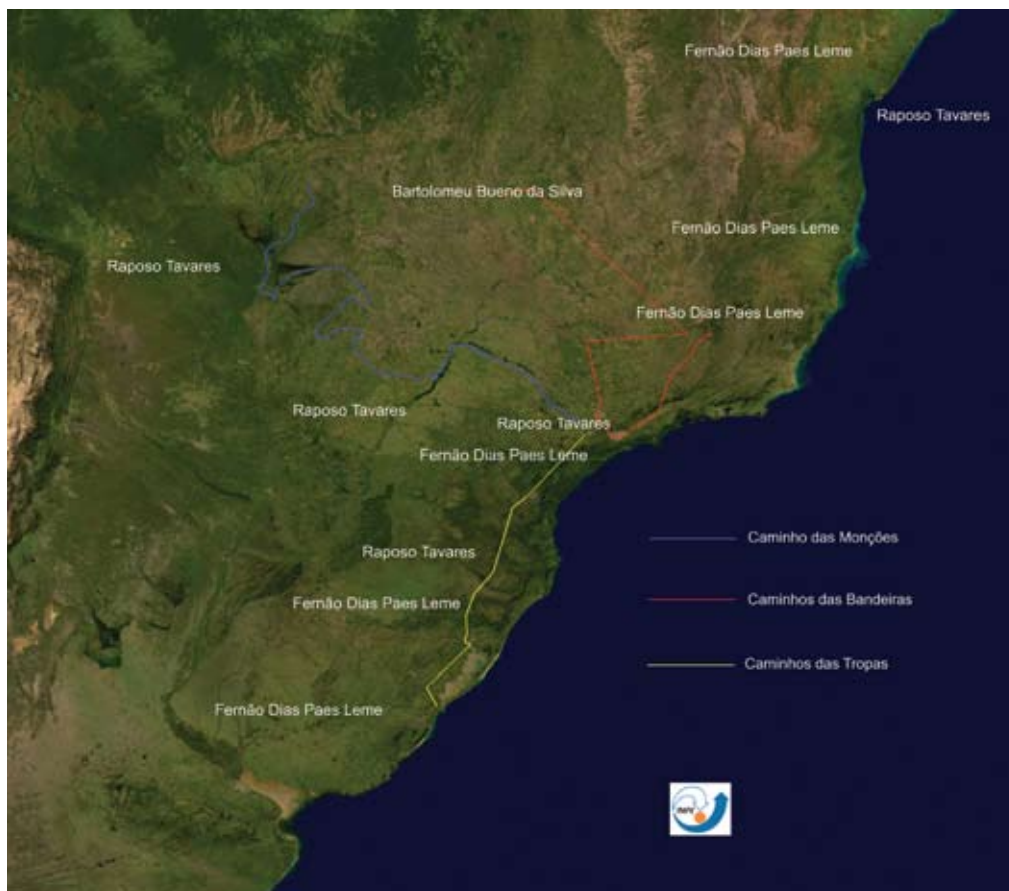 Fernão Dias Paes Leme
Raposo Tavares
Bartolomeu Bueno da Silva
Fernão Dias Paes Leme
Raposo Tavares
Fernão Dias Paes Leme
Raposo Tavares
Raposo Tavares
Fernão Dias Paes Leme
Caminho das Monções
Raposo Tavares
Caminhos das Bandeiras
Fernão Dias Paes Leme
Caminhos das Tropas
Fernão Dias Paes Leme